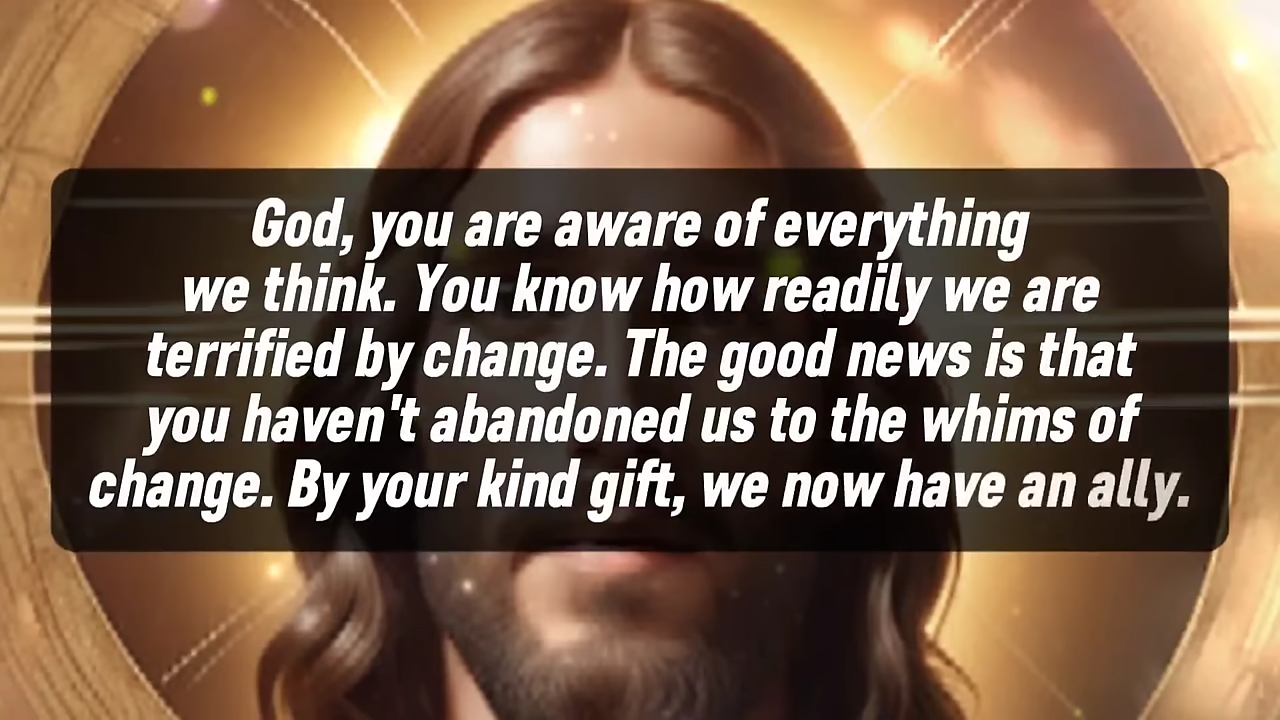 God, you are aware of everything
we think. You know how readily we are
terrified by change. The good news is that
you haven't abandoned us to the whims of
change. By your kind gift, we now have an ally.